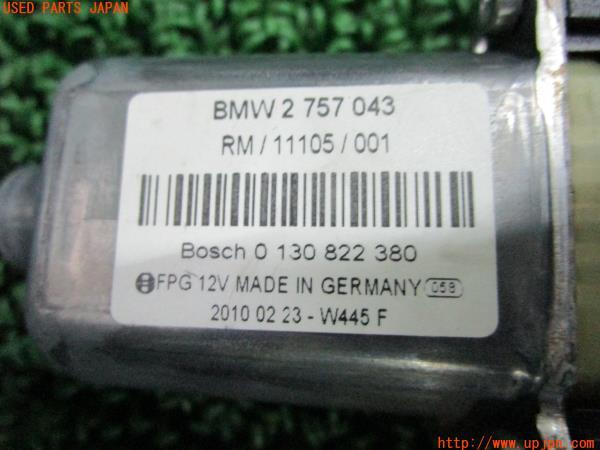 USED PARTS JAPAN
BMW 2 757 043
RM / 11105 / 001
Bosch 0 130 822 380
FPG 12V MADE IN GERMANY 058
2010 02 23 - W445 F
http://www.upjpan.com/